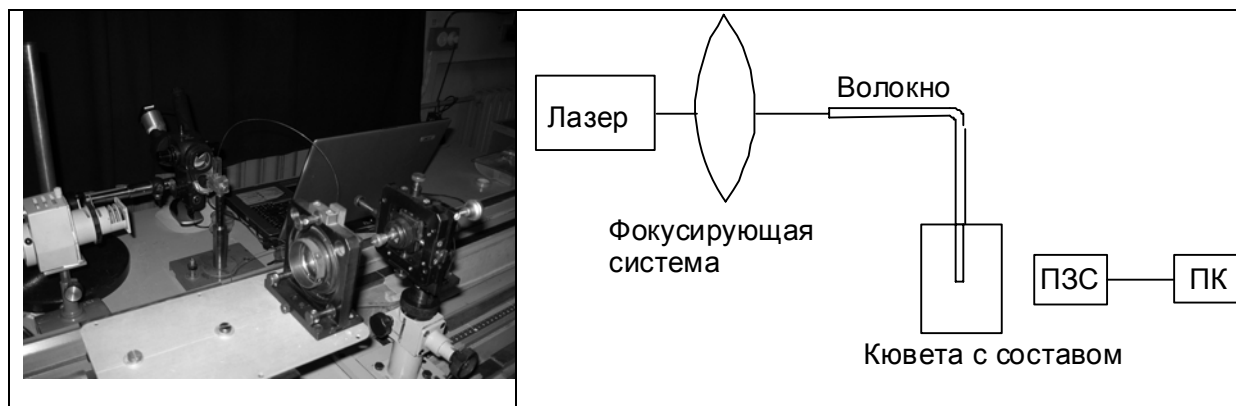 Лазер
Волокно
Фокусирующая
система
ПЗС
ПК
Кювета с составом